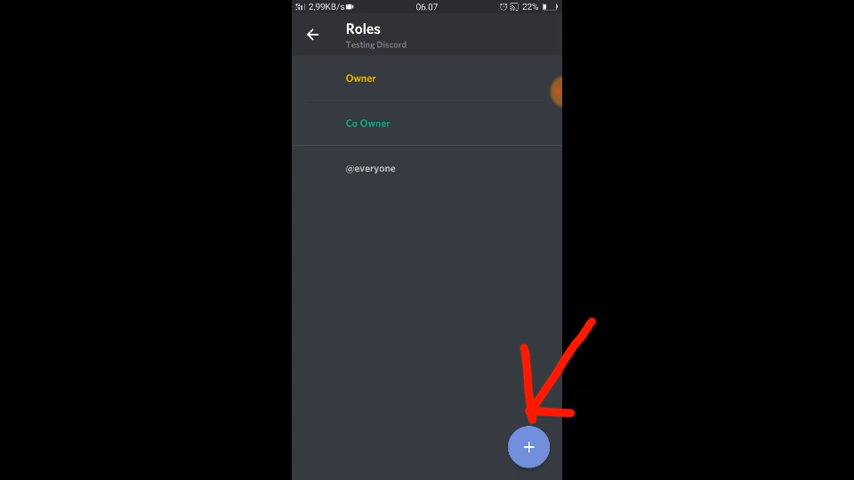 2,99KB/s
06.07
22%
Roles
Testing Discord
Owner
Co Owner
@everyone
+